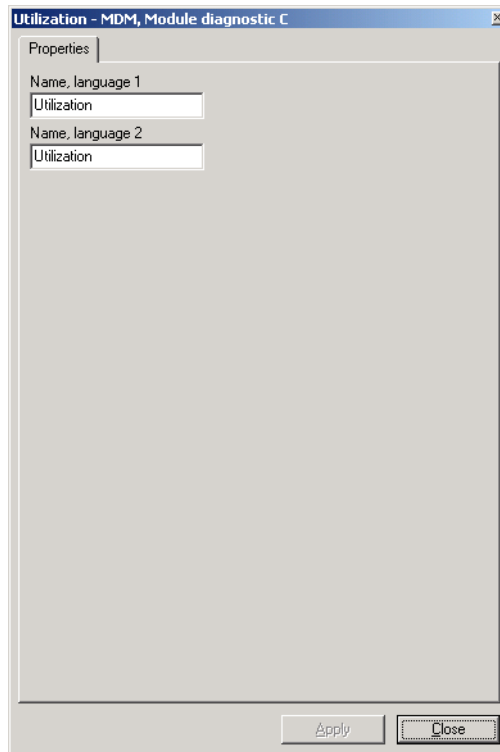 Utilization - MDM, Module diagnostic C
Properties
Name, language 1
Utilization
Name, language 2
Utilization
Apply
Close